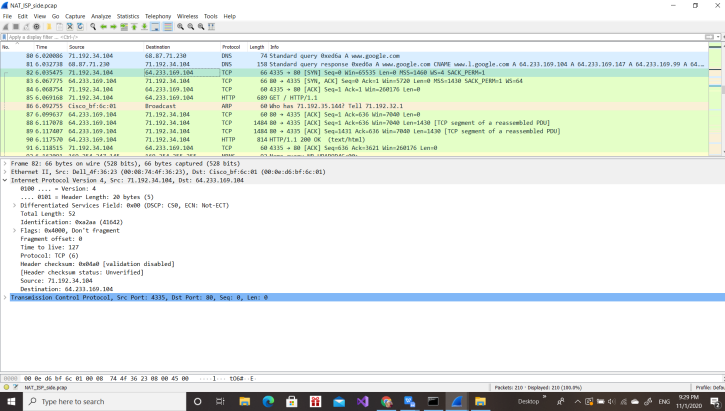 NAT_ISP_side.pcap
File Edit View Go Capture Analyze Statistics Telephony Wireless Tools Help
Apply a display filter ... <Ctrl-/>
No. Time Source Destination Protocol Length Info
80 6.020086 71.192.34.104 68.87.71.230 DNS 74 Standard query 0xed6a A www.google.com
81 6.032738 68.87.71.230 71.192.34.104 DNS 158 Standard query response 0xed6a A www.google.com CNAME www.l.google.com A 64.233.169.104 A 64.233.169.147 A 64.233.169.99 A 64...
82 6.035475 71.192.34.104 64.233.169.104 TCP 66 4335 → 80 [SYN] Seq=0 Win=65535 Len=0 MSS=1460 WS=4 SACK_PERM=1
83 6.067775 64.233.169.104 71.192.34.104 TCP 66 80 → 4335 [SYN, ACK] Seq=0 Ack=1 Win=5720 Len=0 MSS=1430 SACK_PERM=1 WS=64
84 6.068754 71.192.34.104 64.233.169.104 TCP 60 4335 → 80 [ACK] Seq=1 Ack=1 Win=260176 Len=0
85 6.069168 71.192.34.104 64.233.169.104 HTTP 689 GET / HTTP/1.1
86 6.092755 Cisco_bf:6c:01 Broadcast ARP 60 Who has 71.192.35.144? Tell 71.192.32.1
87 6.099637 64.233.169.104 71.192.34.104 TCP 60 80 → 4335 [ACK] Seq=1 Ack=636 Win=7040 Len=0
88 6.117078 64.233.169.104 71.192.34.104 TCP 1484 80 → 4335 [ACK] Seq=1 Ack=636 Win=7040 Len=1430 [TCP segment of a reassembled PDU]
89 6.117407 64.233.169.104 71.192.34.104 TCP 1484 80 → 4335 [ACK] Seq=1431 Ack=636 Win=7040 Len=1430 [TCP segment of a reassembled PDU]
90 6.117570 64.233.169.104 71.192.34.104 HTTP 814 HTTP/1.1 200 OK (text/html)
91 6.118515 71.192.34.104 64.233.169.104 TCP 60 4335 → 80 [ACK] Seq=636 Ack=3621 Win=260176 Len=0
Frame 82: 66 bytes on wire (528 bits), 66 bytes captured (528 bits)
Ethernet II, Src: Dell_4f:36:23 (00:08:74:4f:36:23), Dst: Cisco_bf:6c:01 (00:0e:d6:bf:6c:01)
Internet Protocol Version 4, Src: 71.192.34.104, Dst: 64.233.169.104
0100 .... = Version: 4
.... 0101 = Header Length: 20 bytes (5)
Differentiated Services Field: 0x00 (DSCP: CS0, ECN: Not-ECT)
Total Length: 52
Identification: 0xa2aa (41642)
Flags: 0x4000, Don't fragment
Fragment offset: 0
Time to live: 127
Protocol: TCP (6)
Header checksum: 0x04a0 [validation disabled]
[Header checksum status: Unverified]
Source: 71.192.34.104
Destination: 64.233.169.104
Transmission Control Protocol, Src Port: 4335, Dst Port: 80, Seq: 0, Len: 0
0000 00 0e d6 bf 6c 01 00 08 74 4f 36 23 08 00 45 00 ····l··· tO6#··E·
NAT_ISP_side.pcap
Packets: 210 · Displayed: 210 (100.0%)
Profile: Default
Type here to search
Desktop
ENG
9:29 PM
11/1/2020